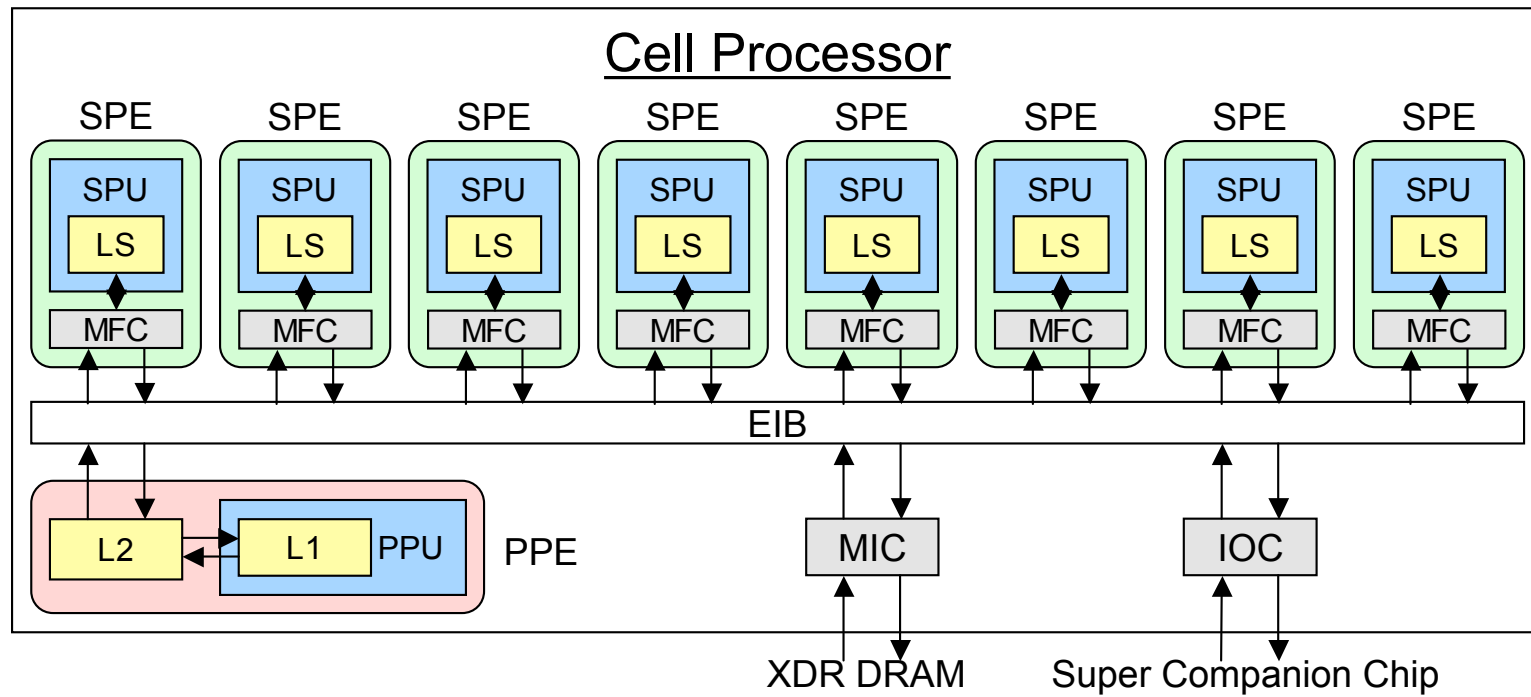 Cell Processor
SPE SPE SPE SPE SPE SPE SPE SPE
SPU SPU SPU SPU SPU SPU SPU SPU
LS LS LS LS LS LS LS LS
MFC MFC MFC MFC MFC MFC MFC MFC
EIB
L2 L1 PPU PPE MIC IOC
XDR DRAM Super Companion Chip